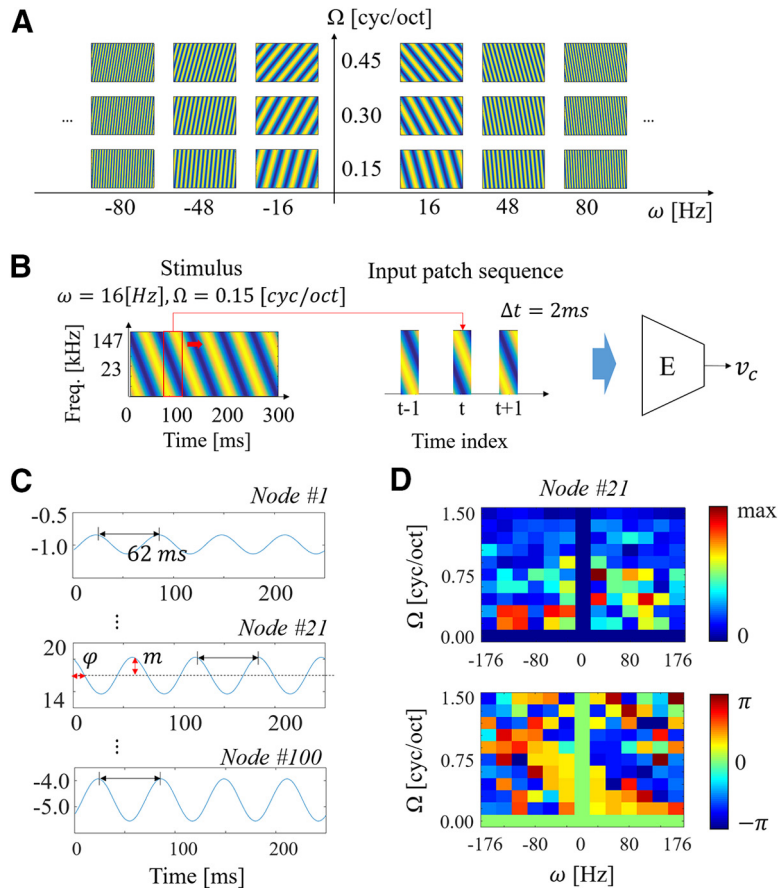 A
Ω [cyc/oct]
0.45
0.30
0.15
...
...
-80 -48 -16 16 48 80 ω [Hz]
B
Stimulus
ω = 16[Hz], Ω = 0.15 [cyc/oct]
Input patch sequence
Δt = 2ms
Freq. [kHz]
147
23
0 100 200 300
Time [ms]
t-1 t t+1
Time index
E
v_c
C
Node #1
-0.5
-1.0
62 ms
0 100 200
⋮
Node #21
20
14
φ
m
0 100 200
⋮
Node #100
-4.0
-5.0
0 100 200
Time [ms]
D
Node #21
Ω [cyc/oct]
1.50
0.75
0.00
-176 -80 0 80 176
max
0
Ω [cyc/oct]
1.50
0.75
0.00
-176 -80 0 80 176
ω [Hz]
π
0
−π